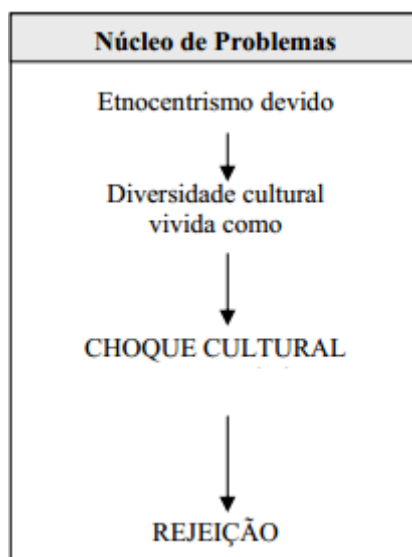 Núcleo de Problemas
Etnocentrismo devido
Diversidade cultural
vivida como
CHOQUE CULTURAL
REJEIÇÃO